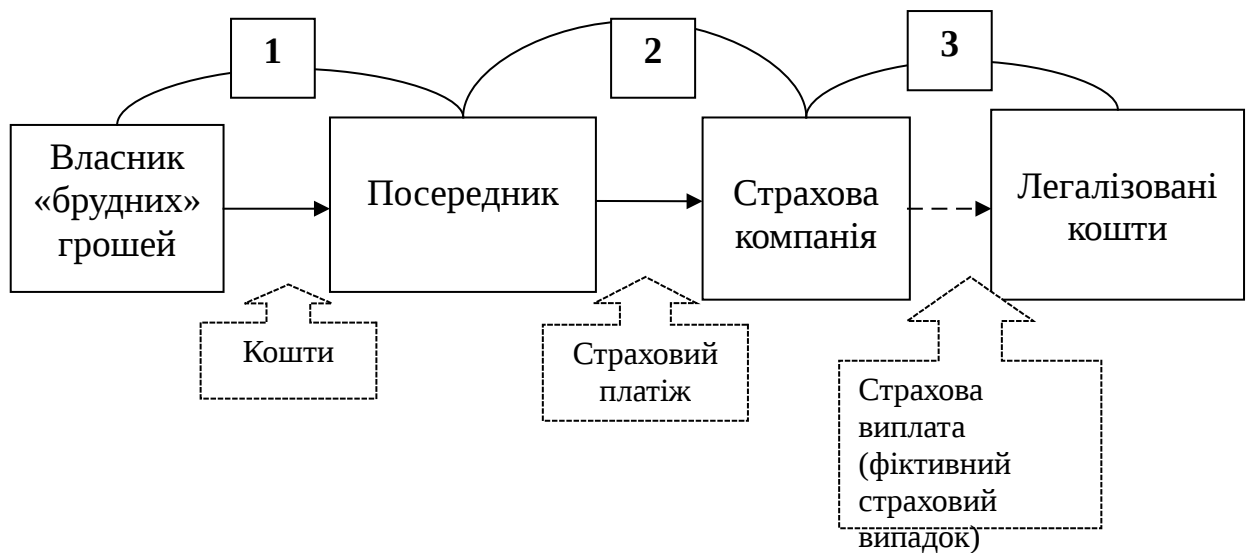 1
2
3
Власник
«брудних»
грошей
Посередник
Страхова
компанія
Легалізовані
кошти
Кошти
Страховий
платіж
Страхова
виплата
(фіктивний
страховий
випадок)